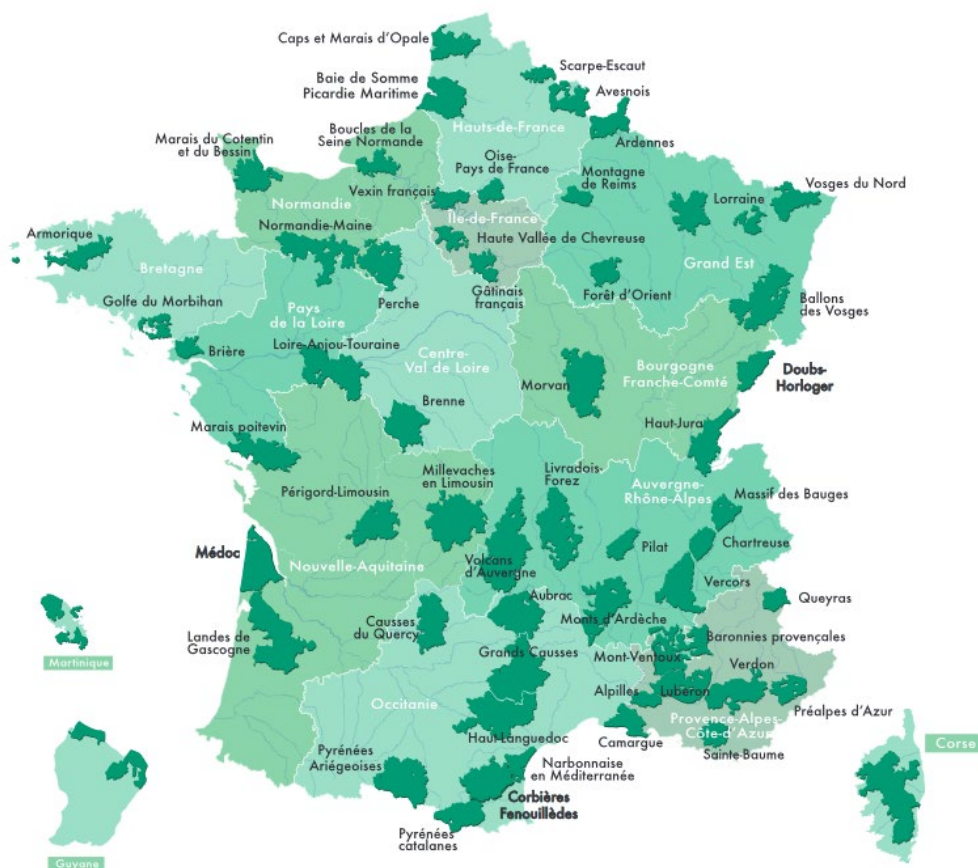 Caps et Marais d'Opale
Scarpe-Escaut
Baie de Somme
Picardie Maritime
Avesnois
Hauts-de-France
Ardennes
Marais du Cotentin
et du Bessin
Boucles de la
Seine Normande
Oise-
Pays de France
Montagne
de Reims
Vosges du Nord
Vexin français
Lorraine
Normandie
Île-de-France
Normandie-Maine
Haute Vallée de Chevreuse
Armorique
Bretagne
Grand Est
Perche
Gâtinais
français
Forêt d'Orient
Ballons
des Vosges
Golfe du Morbihan
Pays
de la Loire
Brière
Loire-Anjou-Touraine
Centre-
Val de Loire
Bourgogne
Franche-Comté
Doubs-
Horloger
Morvan
Brenne
Haut-Jura
Marais poitevin
Millevaches
en Limousin
Livradois-
Forez
Auvergne-
Rhône-Alpes
Périgord-Limousin
Massif des Bauges
Médoc
Pilat
Chartreuse
Nouvelle-Aquitaine
Volcans
d'Auvergne
Vercors
Aubrac
Queyras
Causses
du Quercy
Monts d'Ardèche
Landes de
Gascogne
Baronnies provençales
Grands Causses
Mont-Ventoux
Verdon
Martinique
Alpilles
Luberon
Occitanie
Préalpes d'Azur
Provence-Alpes-
Côte-d'Azur
Haut-Languedoc
Camargue
Sainte-Baume
Corse
Pyrénées
Ariégeoises
Narbonnaise
en Méditerranée
Corbières
Fenouillèdes
Pyrénées
catalanes
Guyane